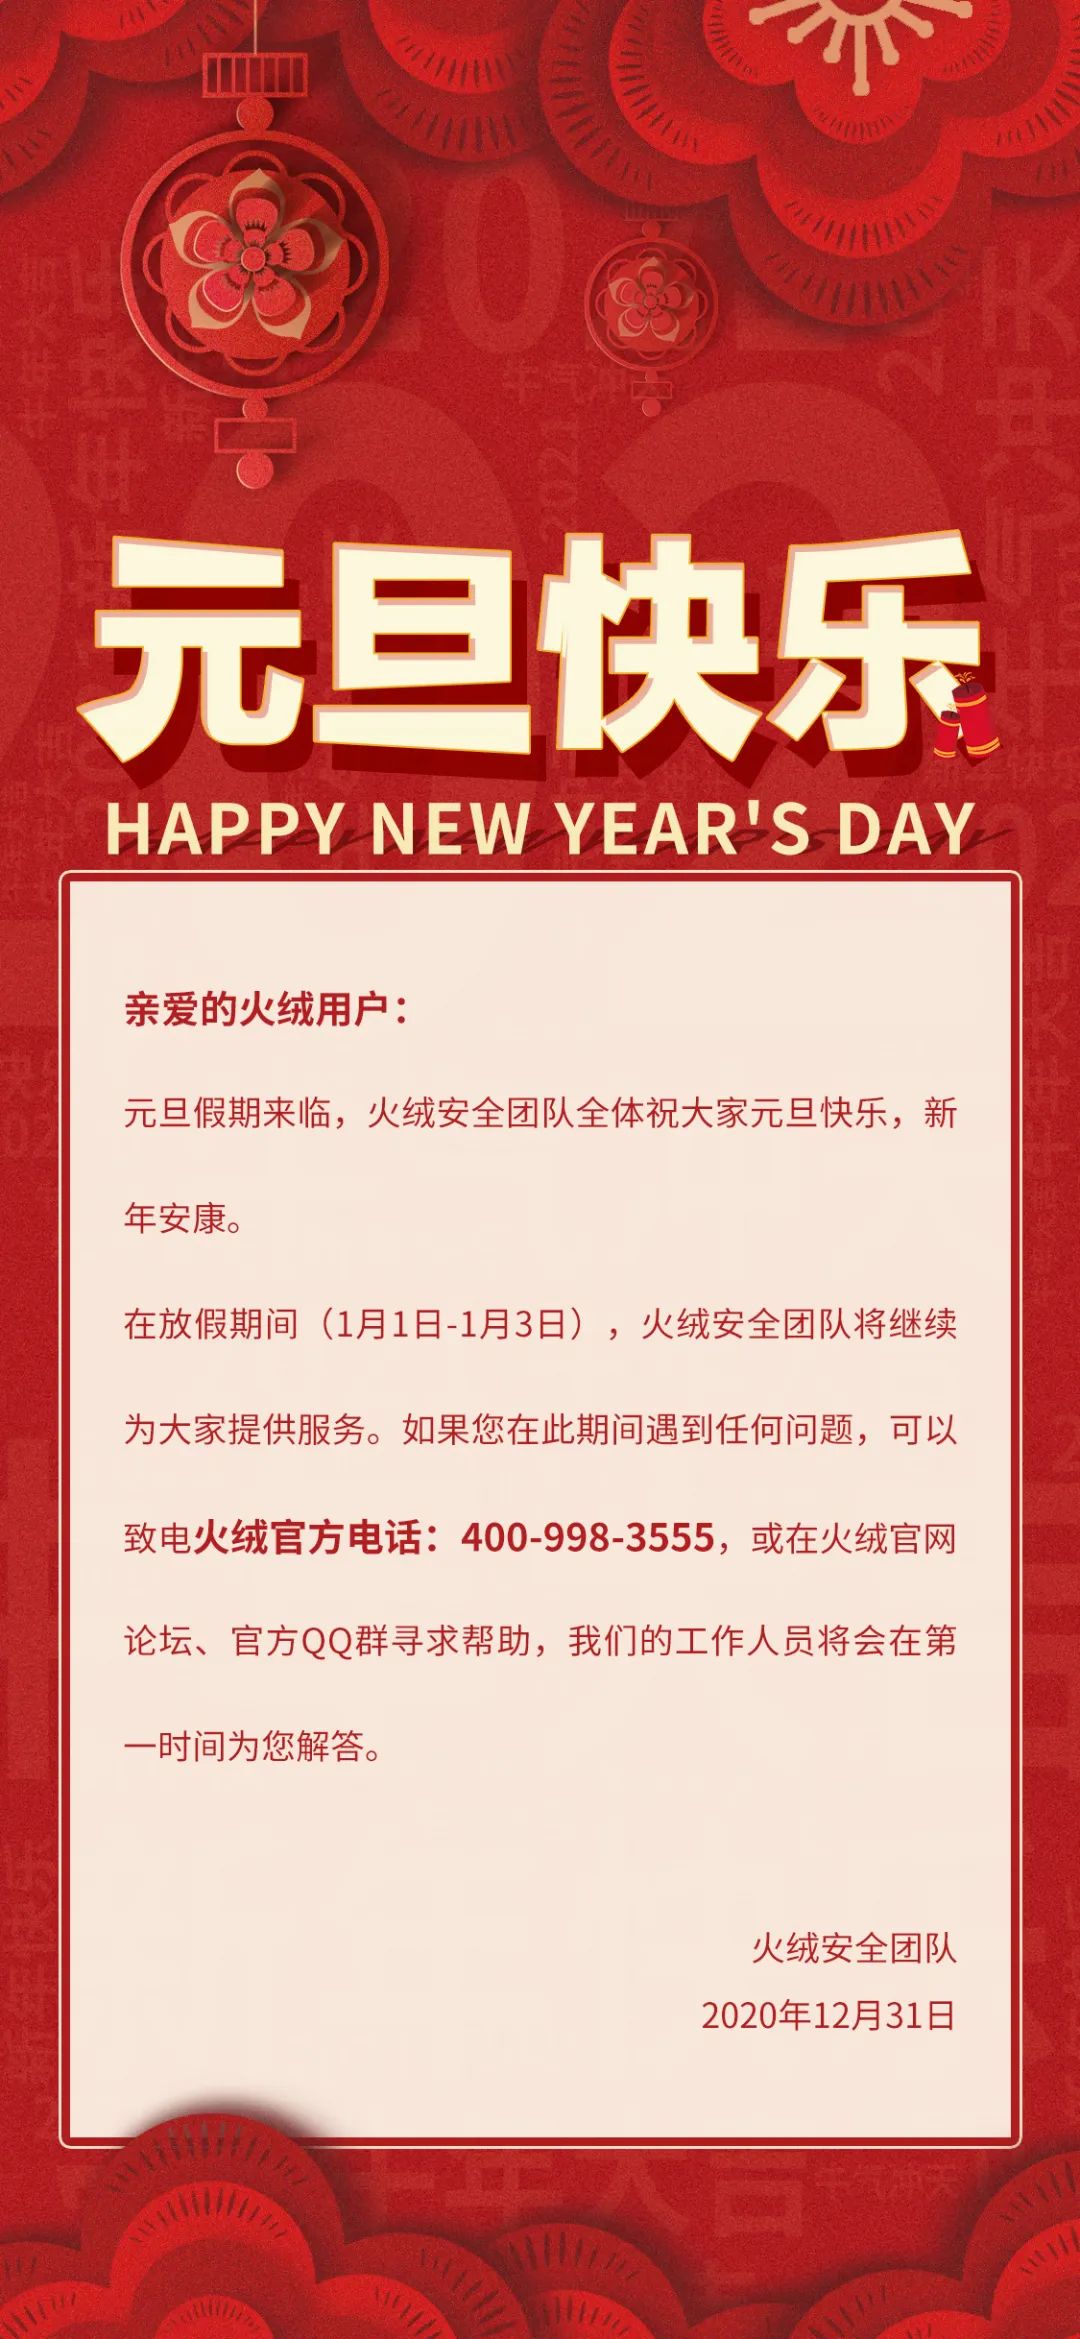 元旦快乐
HAPPY NEW YEAR'S DAY
亲爱的火绒用户：
元旦假期来临，火绒安全团队全体祝大家元旦快乐，新
年安康。
在放假期间（1月1日-1月3日），火绒安全团队将继续
为大家提供服务。如果您在此期间遇到任何问题，可以
致电火绒官方电话：400-998-3555，或在火绒官网
论坛、官方QQ群寻求帮助，我们的工作人员将会在第
一时间为您解答。
火绒安全团队
2020年12月31日